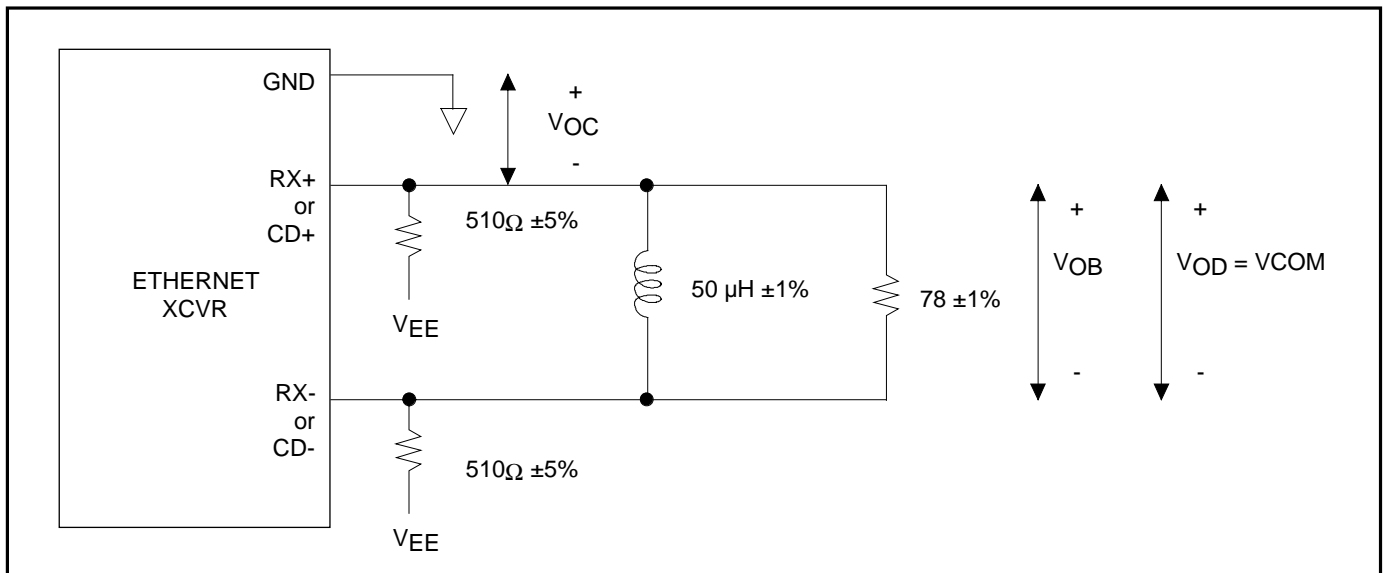 GND
+
VOC
-
RX+
or
CD+
510Ω ±5%
VEE
ETHERNET
XCVR
50 µH ±1%
78 ±1%
+
VOB
-
+
VOD = VCOM
-
RX-
or
CD-
510Ω ±5%
VEE